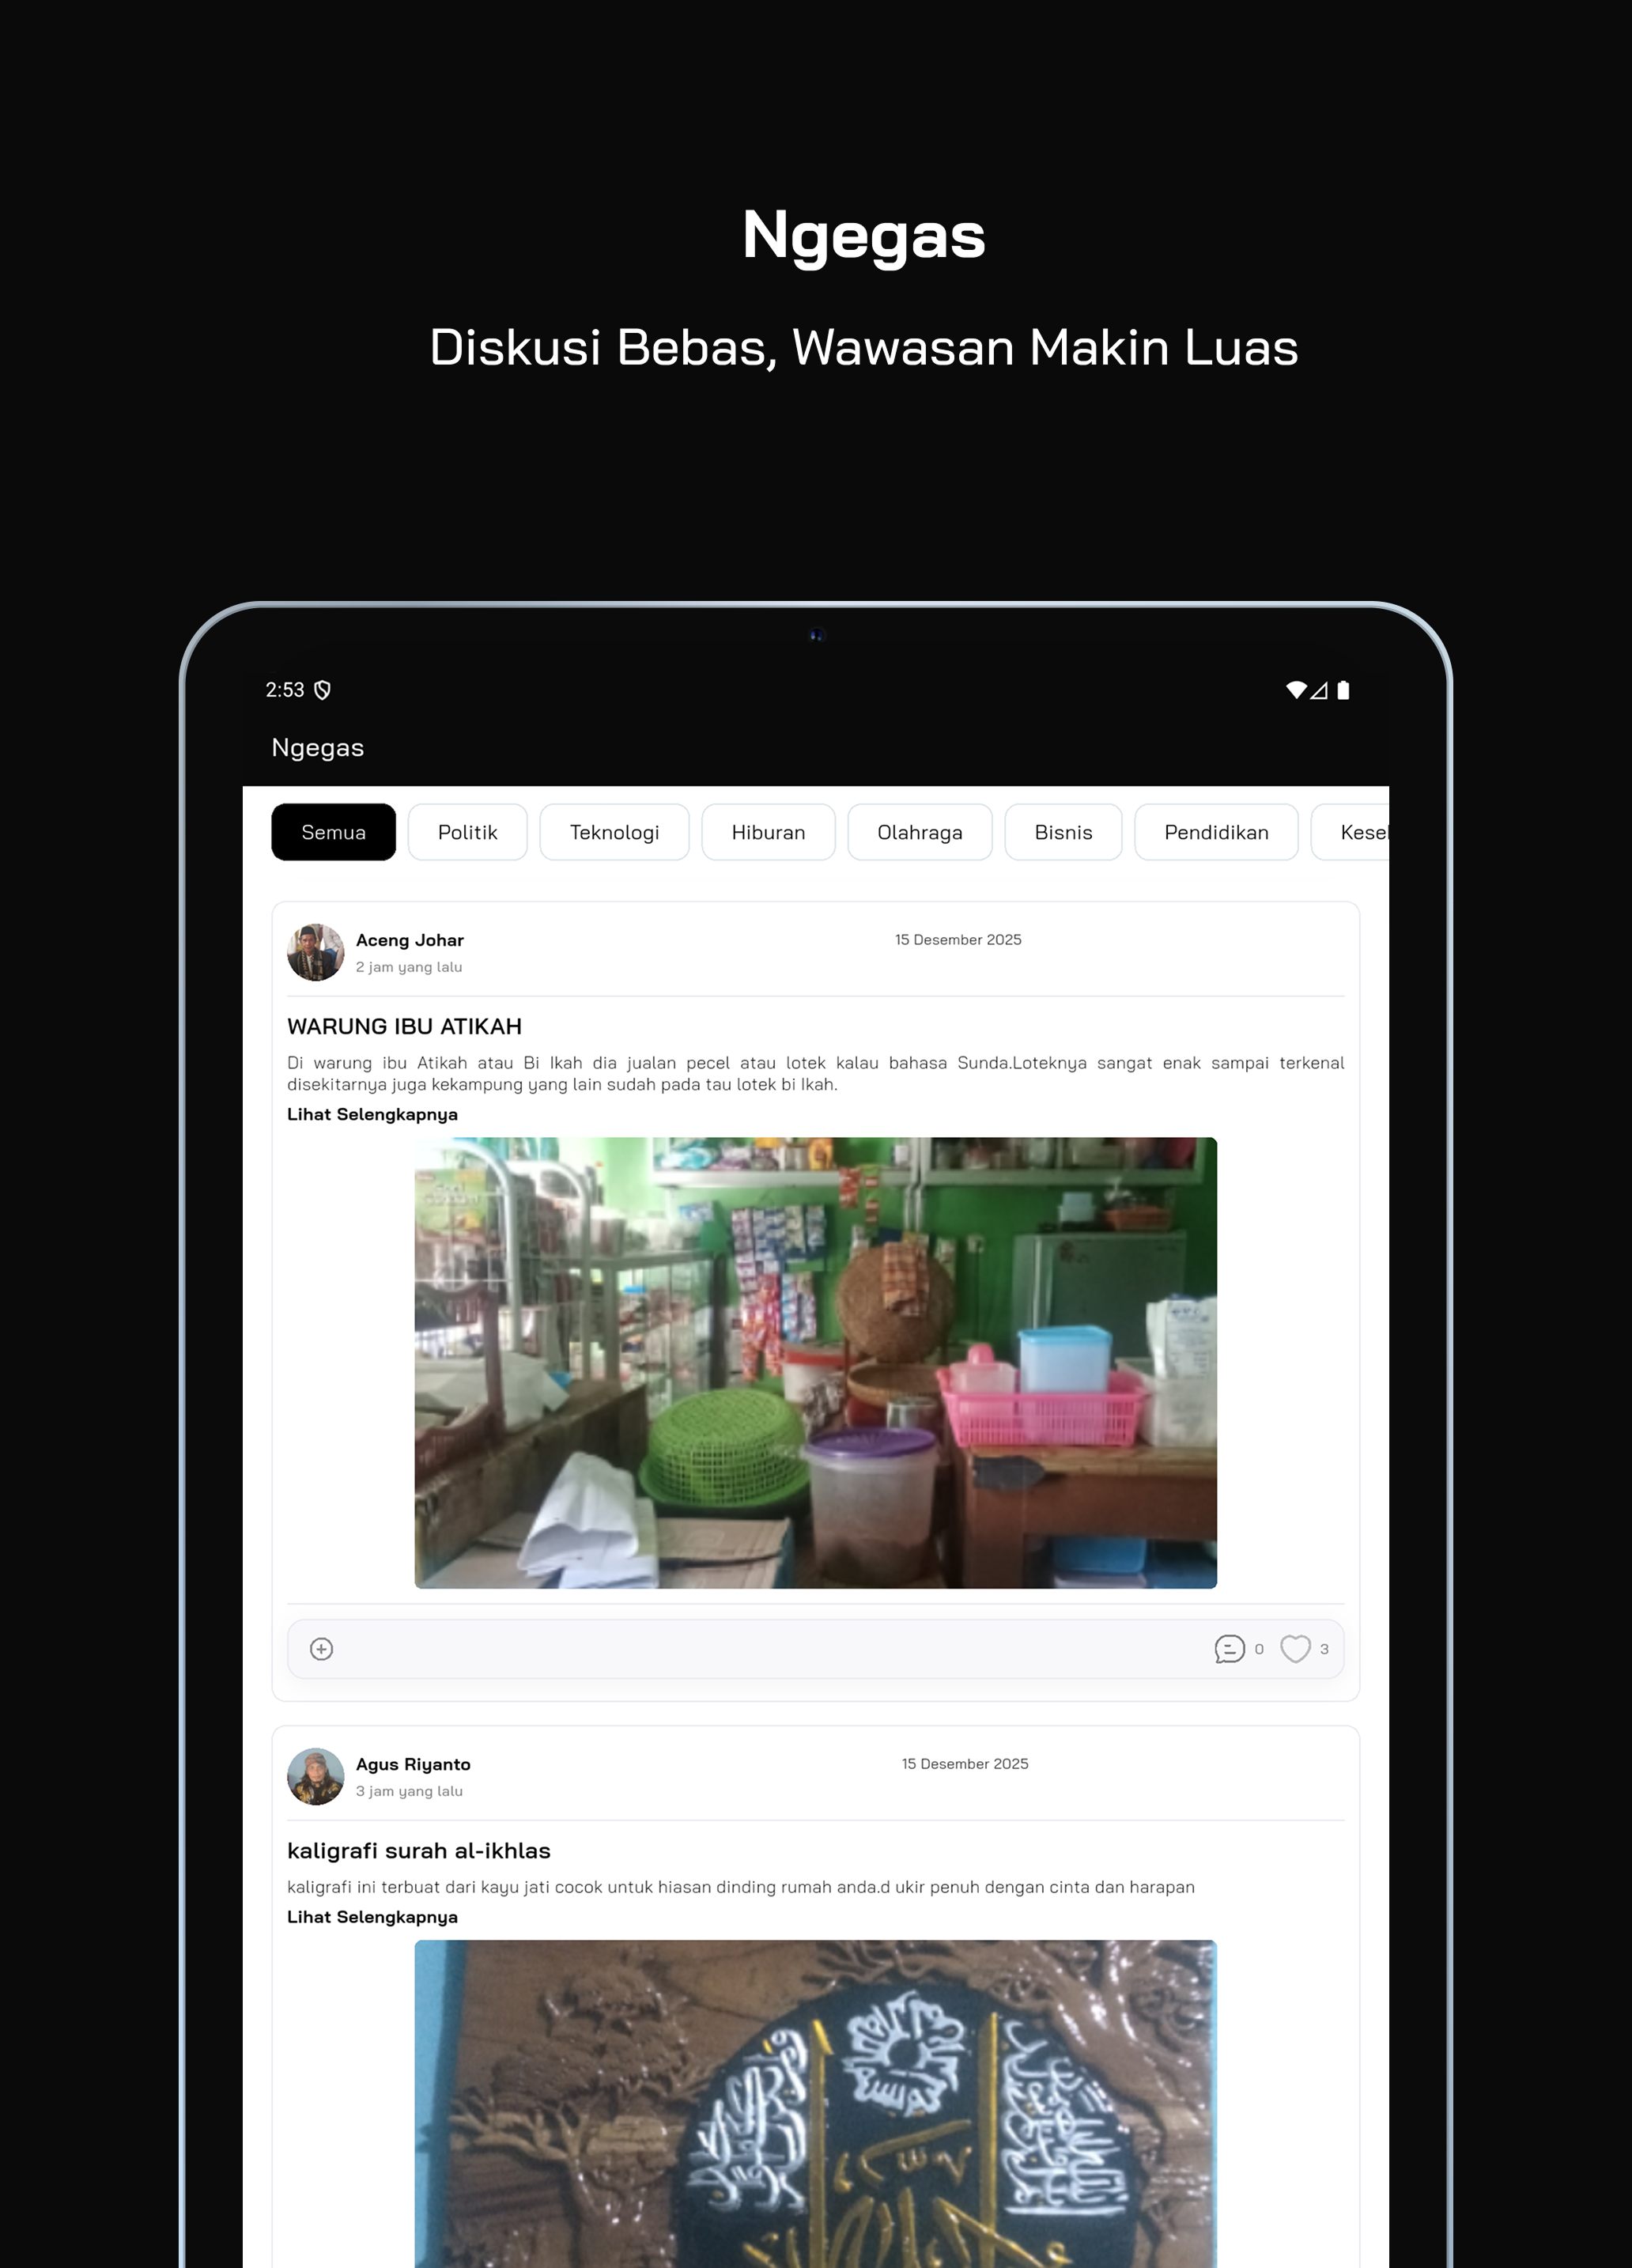 Ngegas
Diskusi Bebas, Wawasan Makin Luas
2:53
Ngegas
Semua
Politik
Teknologi
Hiburan
Olahraga
Bisnis
Pendidikan
Aceng Johar
15 Desember 2025
2 jam yang lalu
WARUNG IBU ATIKAH
Di warung ibu Atikah atau Bi Ikah dia jualan pecel atau lotek kalau bahasa Sunda.Loteknya sangat enak sampai terkenal
disekitarnya juga kekampung yang lain sudah pada tau lotek bi Ikah.
Lihat Selengkapnya
0
3
Agus Riyanto
15 Desember 2025
3 jam yang lalu
kaligrafi surah al-ikhlas
kaligrafi ini terbuat dari kayu jati cocok untuk hiasan dinding rumah anda.d ukir penuh dengan cinta dan harapan
Lihat Selengkapnya